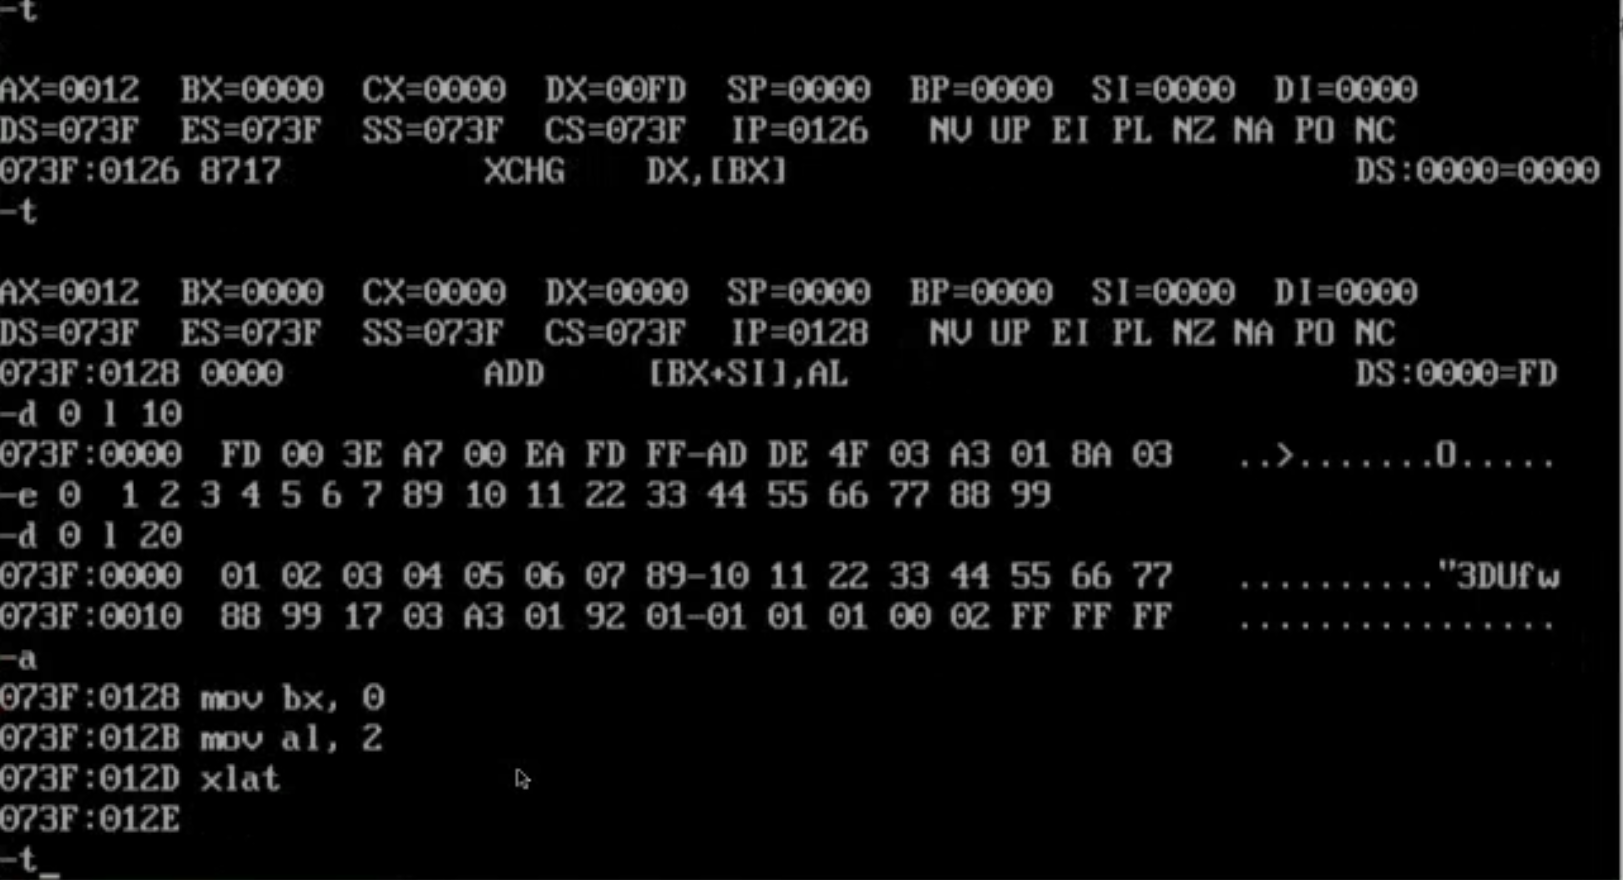 -t
AX=0012 BX=0000 CX=0000 DX=00FD SP=0000 BP=0000 SI=0000 DI=0000
DS=073F ES=073F SS=073F CS=073F IP=0126 NV UP EI PL NZ NA PO NC
073F:0126 8717 XCHG DX,[BX] DS:0000=0000
-t
AX=0012 BX=0000 CX=0000 DX=0000 SP=0000 BP=0000 SI=0000 DI=0000
DS=073F ES=073F SS=073F CS=073F IP=0128 NV UP EI PL NZ NA PO NC
073F:0128 0000 ADD [BX+SI],AL DS:0000=FD
-d 0 l 10
073F:0000 FD 00 3E A7 00 EA FD FF-AD DE 4F 03 A3 01 8A 03 ..>.......O.....
-e 0 1 2 3 4 5 6 7 89 10 11 22 33 44 55 66 77 88 99
-d 0 l 20
073F:0000 01 02 03 04 05 06 07 89-10 11 22 33 44 55 66 77 .........."3DUfw
073F:0010 88 99 17 03 A3 01 92 01-01 01 01 00 02 FF FF FF ................
-a
073F:0128 mov bx, 0
073F:012B mov al, 2
073F:012D xlat
073F:012E
-t_